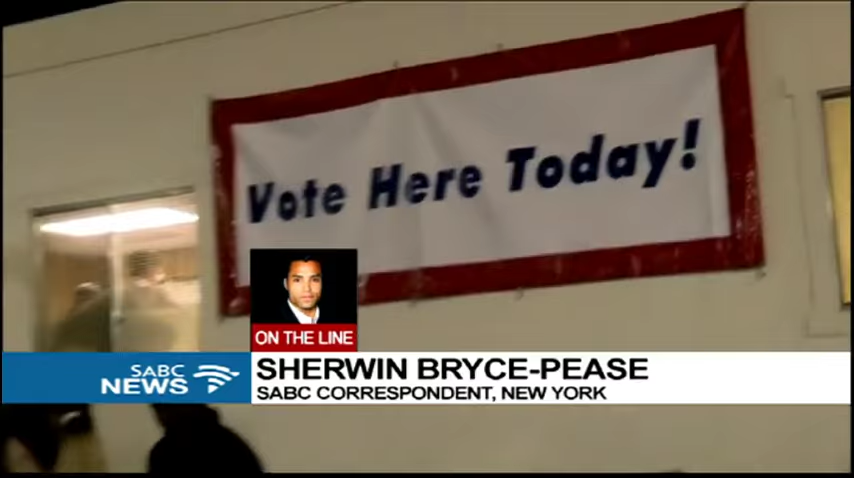 Vote Here Today!
ON THE LINE
SABC
NEWS
SHERWIN BRYCE-PEASE
SABC CORRESPONDENT, NEW YORK